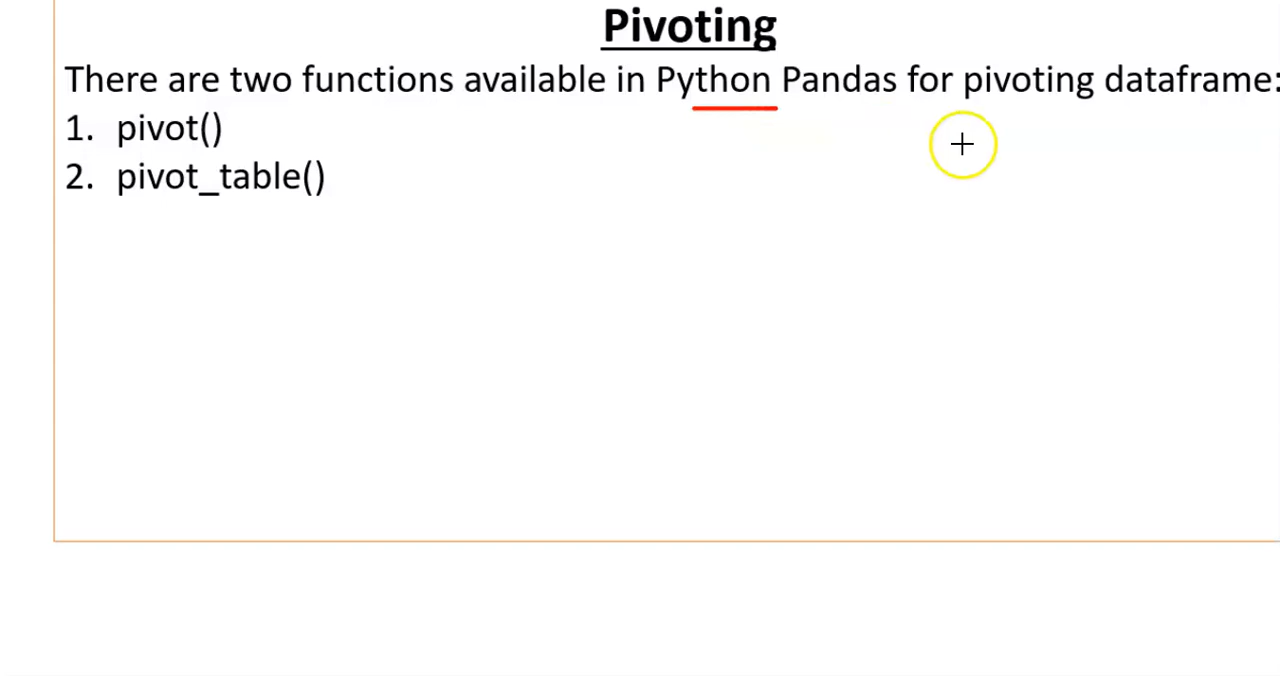 Pivoting
There are two functions available in Python Pandas for pivoting dataframe:
1. pivot()
2. pivot_table()